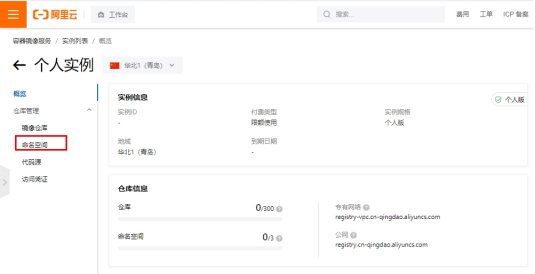 阿里云 工作台 搜索... 费用 工单 ICP 备案
容器镜像服务 / 实例列表 / 概览
← 个人实例 华北1（青岛）
概览
仓库管理
镜像仓库
命名空间
代码源
访问凭证
实例信息 个人版
实例ID 付费类型 实例规格
- 限额使用 个人版
地域 到期日期
华北1（青岛） -
仓库信息
仓库 0/300 专有网络
registry-vpc.cn-qingdao.aliyuncs.com
命名空间 0/3 公网
registry.cn-qingdao.aliyuncs.com